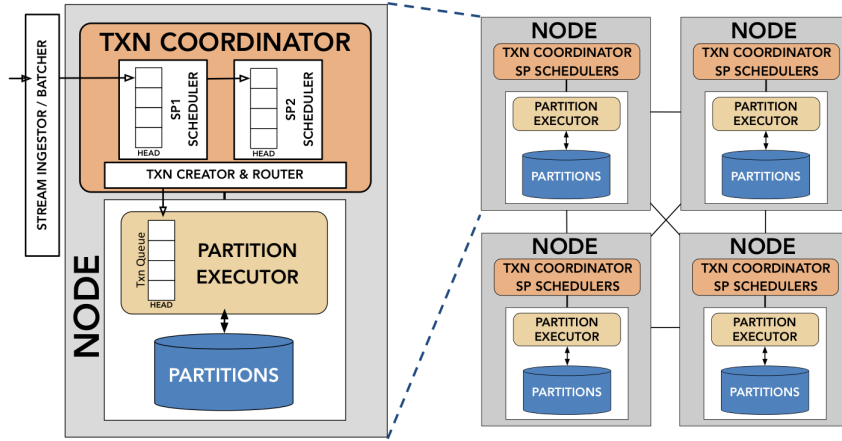 STREAM INGESTOR / BATCHER
NODE
TXN COORDINATOR
SP1
SCHEDULER
HEAD
SP2
SCHEDULER
HEAD
TXN CREATOR & ROUTER
Txn Queue
HEAD
PARTITION
EXECUTOR
PARTITIONS
NODE
TXN COORDINATOR
SP SCHEDULERS
PARTITION
EXECUTOR
PARTITIONS
NODE
TXN COORDINATOR
SP SCHEDULERS
PARTITION
EXECUTOR
PARTITIONS
NODE
TXN COORDINATOR
SP SCHEDULERS
PARTITION
EXECUTOR
PARTITIONS
NODE
TXN COORDINATOR
SP SCHEDULERS
PARTITION
EXECUTOR
PARTITIONS